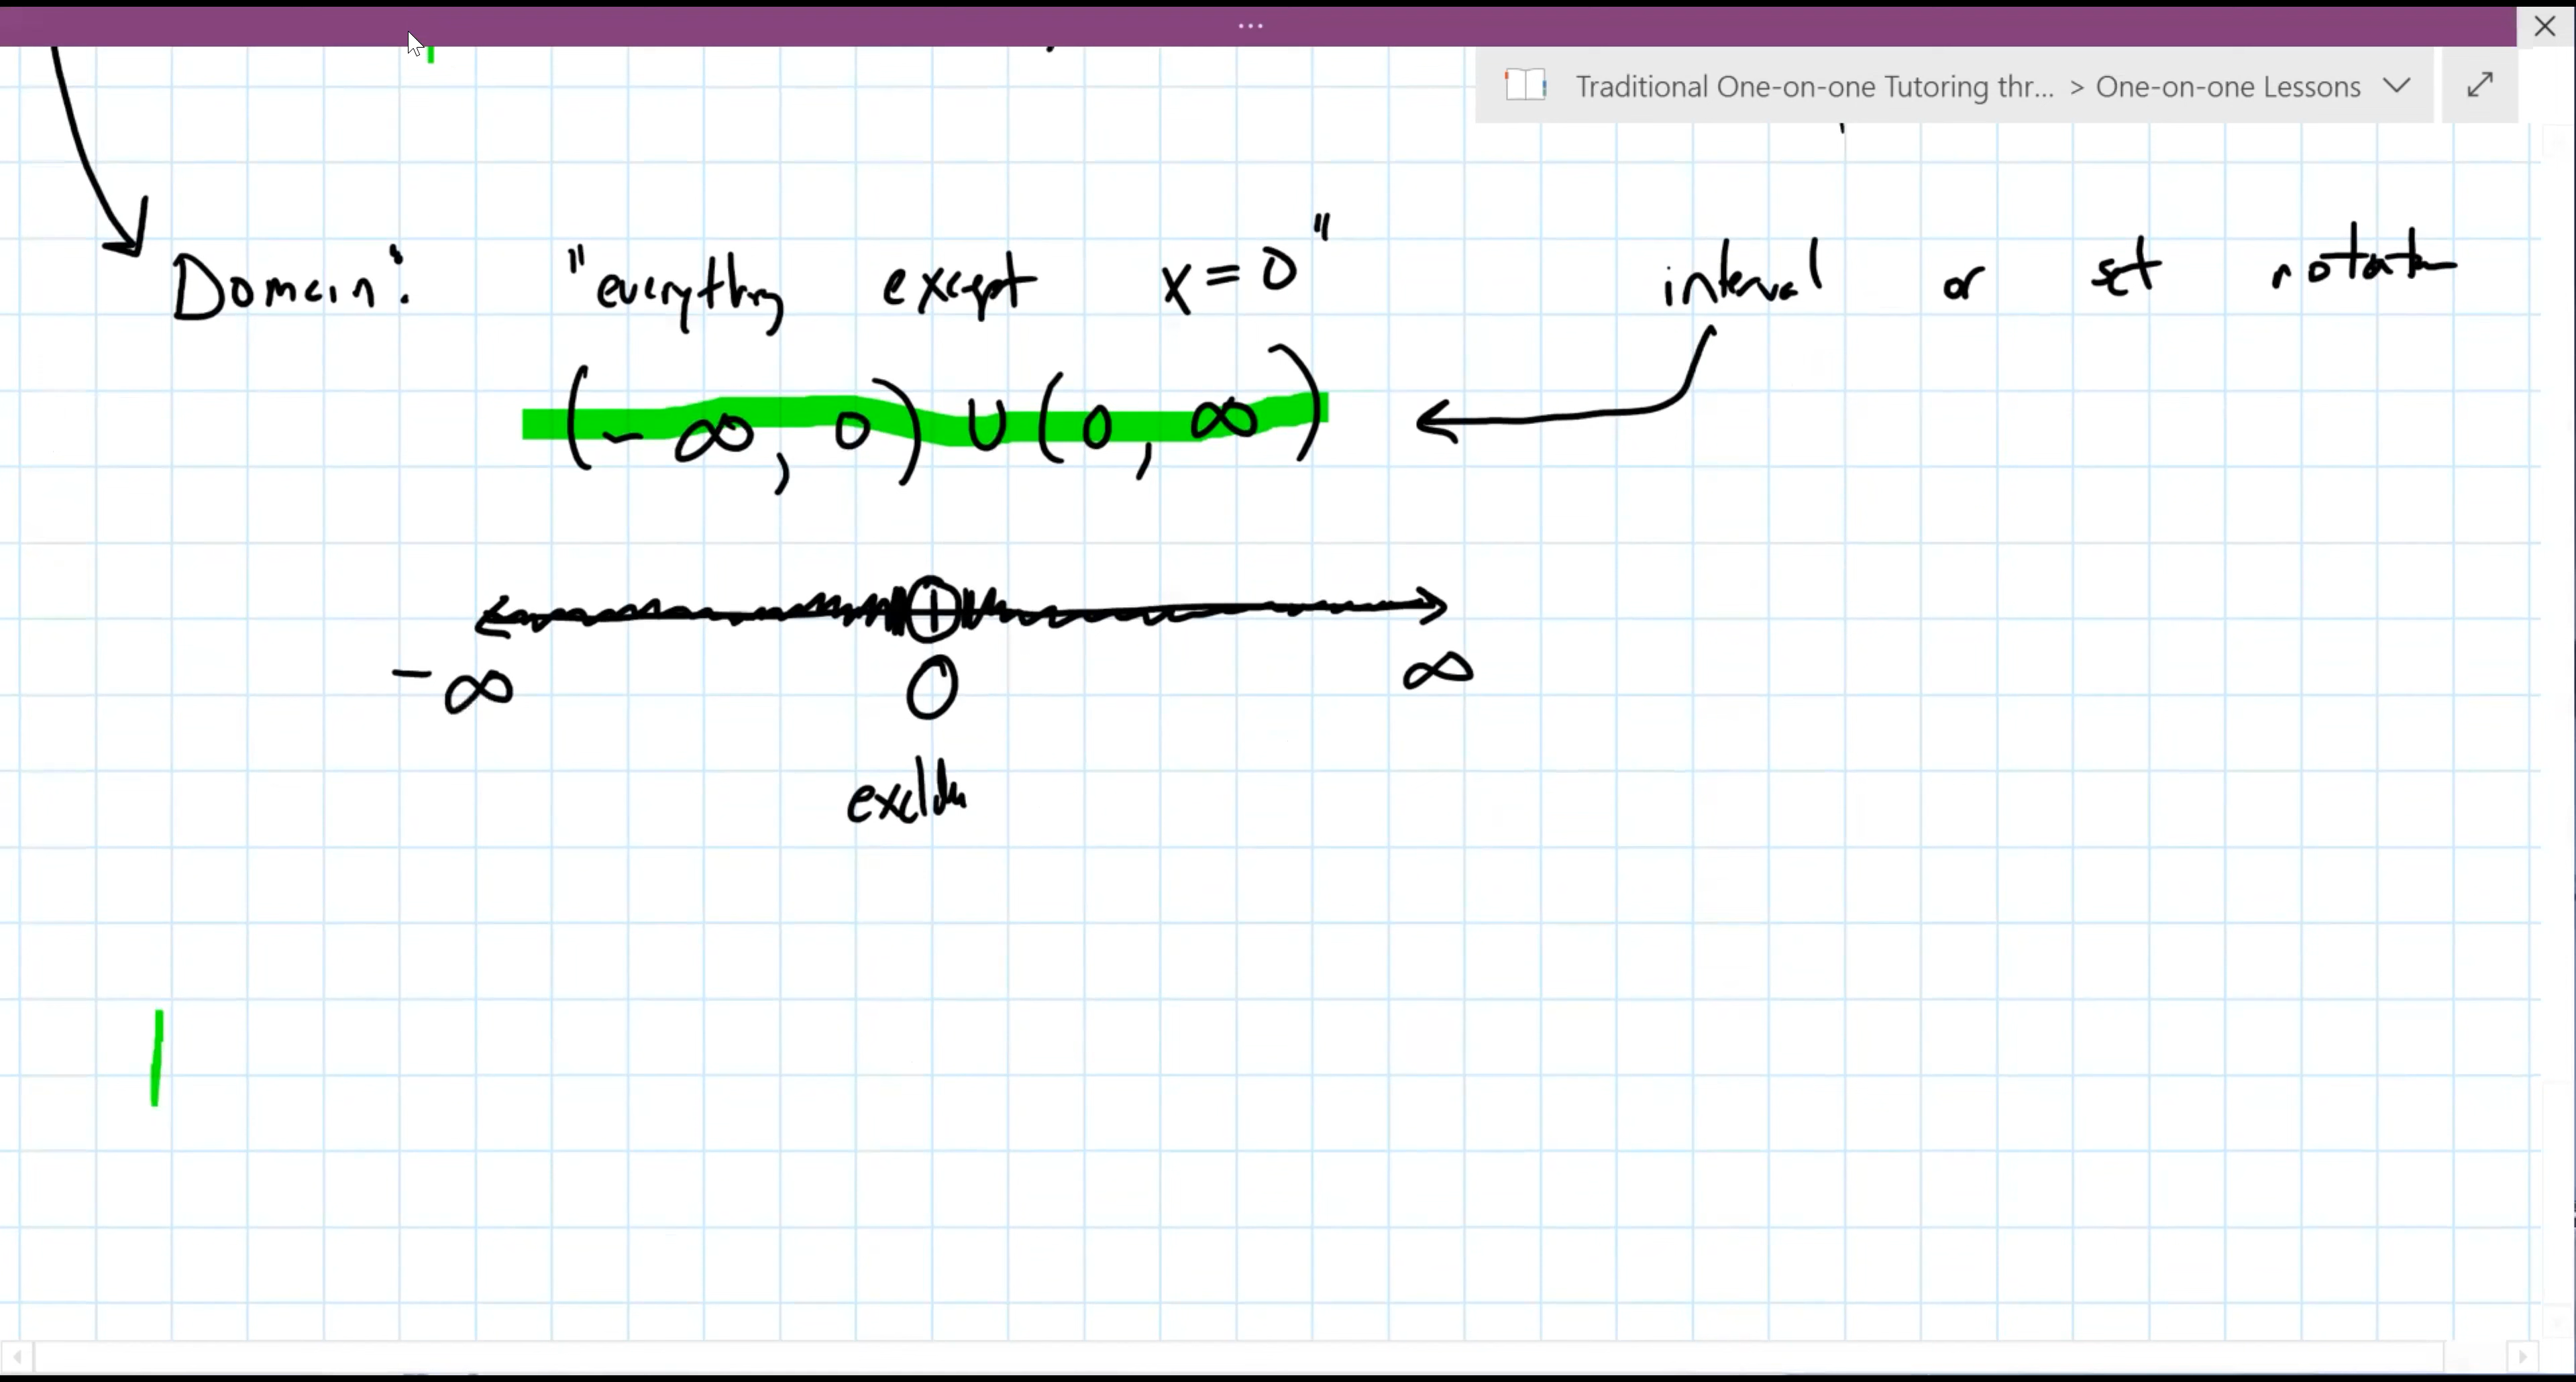 ...
Traditional One-on-one Tutoring thr... > One-on-one Lessons
Domain: "everything except x = 0" interval or set notation
(-∞, 0) ∪ (0, ∞)
-∞ 0 ∞